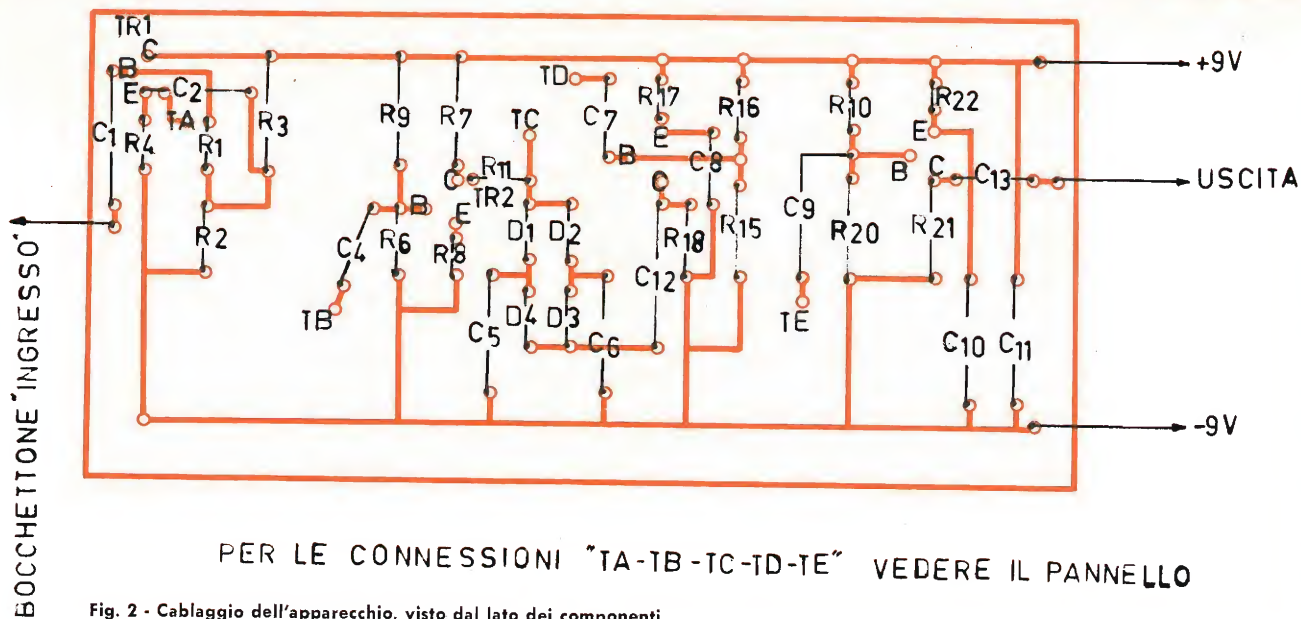 TR1
C
B
E
C2
TA
C1
R4
R1
R3
R2
R9
R7
C
R11
TR2
TC
B
E
C4
R6
R8
TB
D1
D2
D4
D3
C5
C6
TD
C7
R17
R16
E
B
C8
C
R18
R15
C12
R10
R22
E
B
C
C13
C9
R20
R21
TE
C10
C11
+9V
USCITA
-9V
BOCCHETTONE "INGRESSO"
PER LE CONNESSIONI "TA-TB-TC-TD-TE" VEDERE IL PANNELLO
Fig. 2 - Cablaggio dell'apparecchio, visto dal lato dei componenti